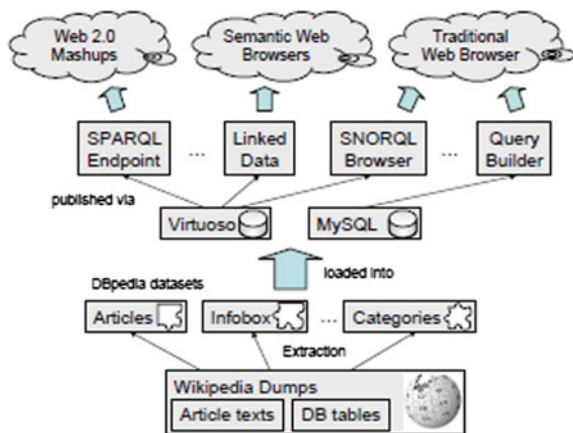 Web 2.0
Mashups
Semantic Web
Browsers
Traditional
Web Browser
SPARQL
Endpoint
...
Linked
Data
SNORQL
Browser
...
Query
Builder
published via
Virtuoso
MySQL
DBpedia datasets
loaded into
Articles
Infobox
...
Categories
Extraction
Wikipedia Dumps
Article texts
DB tables